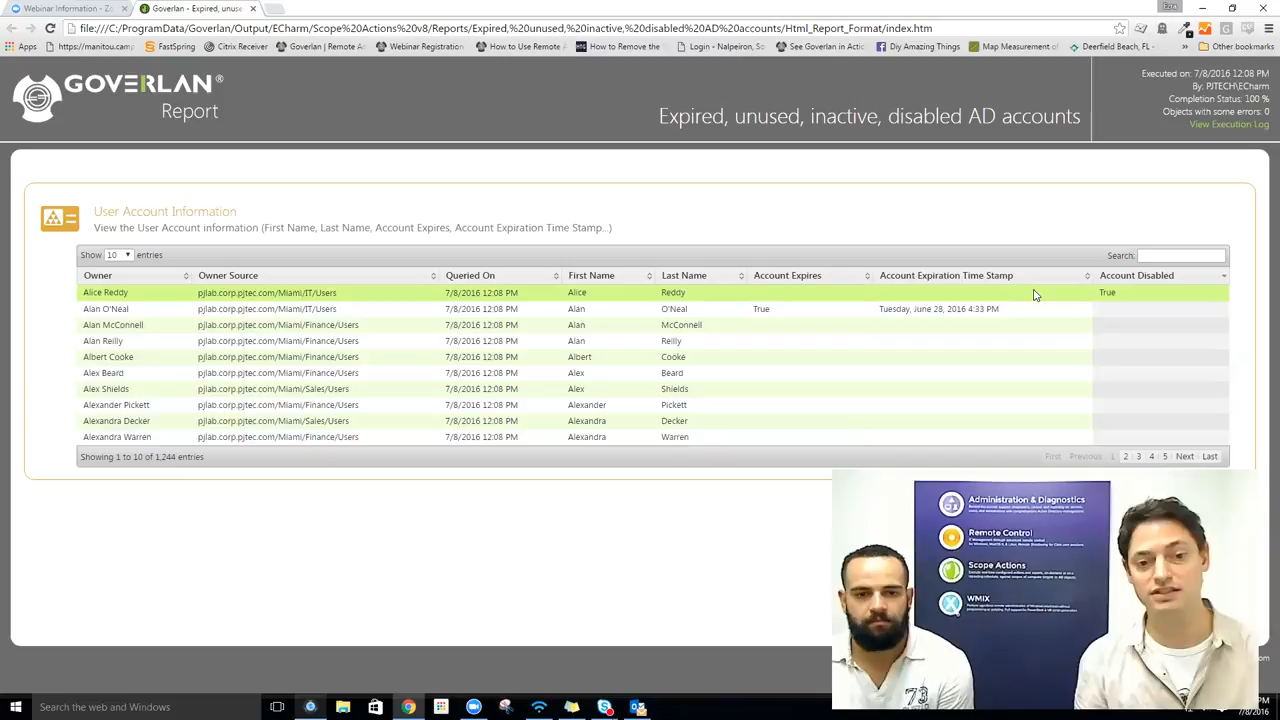 Webinar Information - Zo
Goverlan - Expired, unuse
file:///C:/ProgramData/Goverlan/Output/ECharm/Scope%20Actions%20v8/Reports/Expired,%20unused,%20inactive,%20disabled%20AD%20accounts/Html_Report_Format/index.htm
Apps https://manitou.camp FastSpring Citrix Receiver Goverlan | Remote A Webinar Registration How to Use Remote How to Remove the Login - Nalpeiron, So See Goverlan in Acti Diy Amazing Things Map Measurement of Deerfield Beach, FL - » Other bookmarks
GOVERLAN®
Report
Expired, unused, inactive, disabled AD accounts
Executed on: 7/8/2016 12:08 PM
By: PJTECH\ECharm
Completion Status: 100 %
Objects with some errors: 0
View Execution Log
User Account Information
View the User Account information (First Name, Last Name, Account Expires, Account Expiration Time Stamp...)
Show 10 entries Search:
Owner Owner Source Queried On First Name Last Name Account Expires Account Expiration Time Stamp Account Disabled
Alice Reddy pjlab.corp.pjtec.com/Miami/IT/Users 7/8/2016 12:08 PM Alice Reddy True
Alan O'Neal pjlab.corp.pjtec.com/Miami/IT/Users 7/8/2016 12:08 PM Alan O'Neal True Tuesday, June 28, 2016 4:33 PM
Alan McConnell pjlab.corp.pjtec.com/Miami/Finance/Users 7/8/2016 12:08 PM Alan McConnell
Alan Reilly pjlab.corp.pjtec.com/Miami/Finance/Users 7/8/2016 12:08 PM Alan Reilly
Albert Cooke pjlab.corp.pjtec.com/Miami/Finance/Users 7/8/2016 12:08 PM Albert Cooke
Alex Beard pjlab.corp.pjtec.com/Miami/Finance/Users 7/8/2016 12:08 PM Alex Beard
Alex Shields pjlab.corp.pjtec.com/Miami/Sales/Users 7/8/2016 12:08 PM Alex Shields
Alexander Pickett pjlab.corp.pjtec.com/Miami/Finance/Users 7/8/2016 12:08 PM Alexander Pickett
Alexandra Decker pjlab.corp.pjtec.com/Miami/Sales/Users 7/8/2016 12:08 PM Alexandra Decker
Alexandra Warren pjlab.corp.pjtec.com/Miami/Finance/Users 7/8/2016 12:08 PM Alexandra Warren
Showing 1 to 10 of 1,244 entries First Previous 1 2 3 4 5 Next Last
Administration & Diagnostics
Remote Control
Scope Actions
WMIX
73
Search the web and Windows
7/8/2016